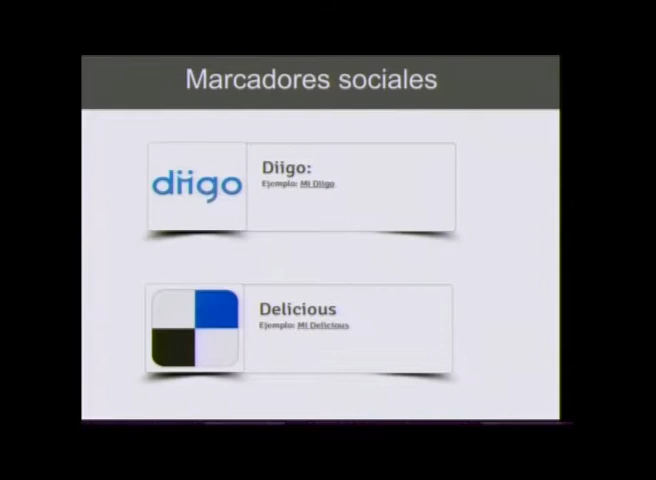 Marcadores sociales
diigo
Diigo:
Ejemplo: Mi Diigo
Delicious
Ejemplo: Mi Delicious